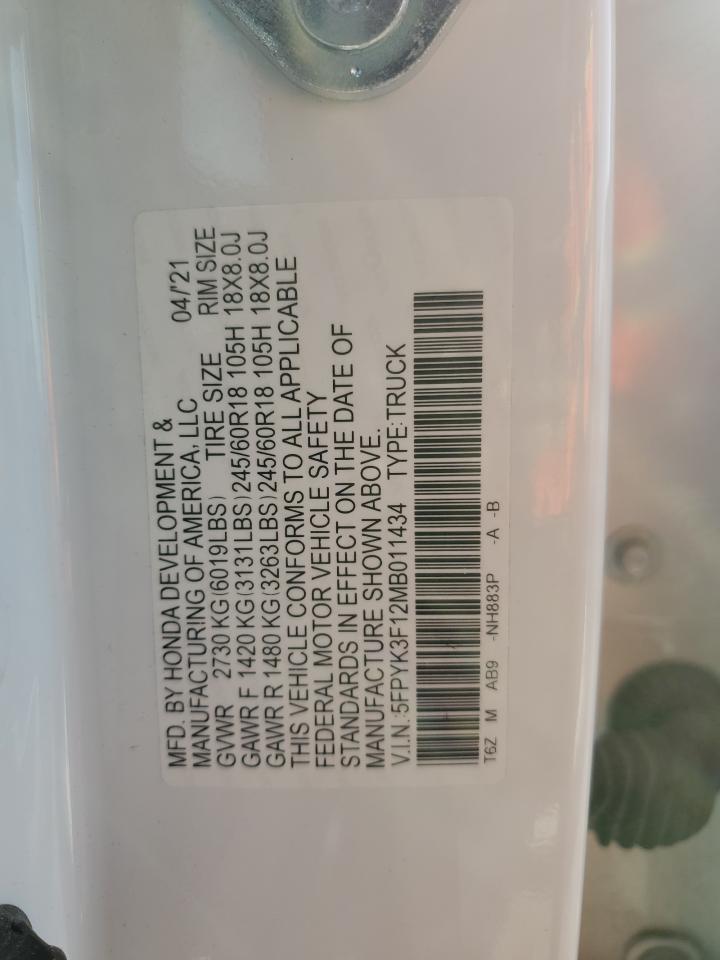 MFD. BY HONDA DEVELOPMENT &
MANUFACTURING OF AMERICA, LLC 04/'21
GVWR 2730 KG(6019LBS) TIRE SIZE RIM SIZE
GAWR F 1420 KG(3131LBS)245/60R18 105H 18X8.0J
GAWR R 1480 KG(3263LBS)245/60R18 105H 18X8.0J
THIS VEHICLE CONFORMS TO ALL APPLICABLE
FEDERAL MOTOR VEHICLE SAFETY
STANDARDS IN EFFECT ON THE DATE OF
MANUFACTURE SHOWN ABOVE.
V.I.N.:5FPYK3F12MB011434 TYPE:TRUCK
T6Z M AB9 -NH883P -A -B